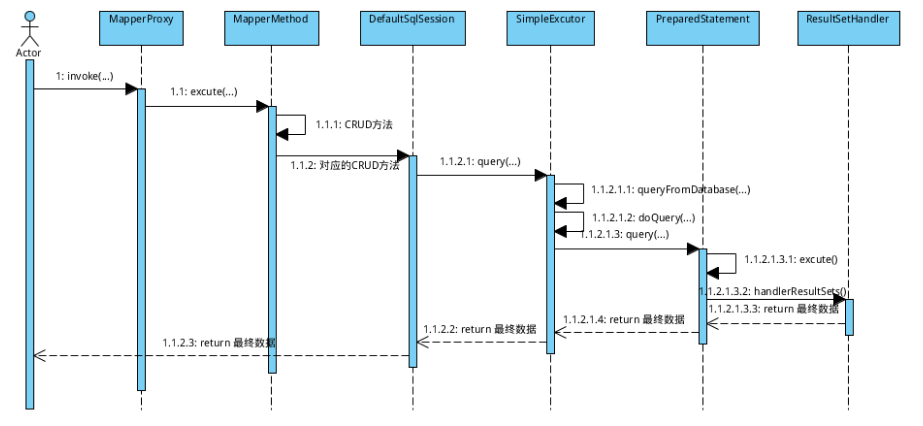 MapperProxy
MapperMethod
DefaultSqlSession
SimpleExcutor
PreparedStatement
ResultSetHandler
Actor
1: invoke(...)
1.1: excute(...)
1.1.1: CRUD方法
1.1.2: 对应的CRUD方法
1.1.2.1: query(...)
1.1.2.1.1: queryFromDatabase(...)
1.1.2.1.2: doQuery(...)
1.1.2.1.3: query(...)
1.1.2.1.3.1: excute()
1.1.2.1.3.2: handlerResultSets()
1.1.2.1.3.3: return 最终数据
1.1.2.1.4: return 最终数据
1.1.2.2: return 最终数据
1.1.2.3: return 最终数据